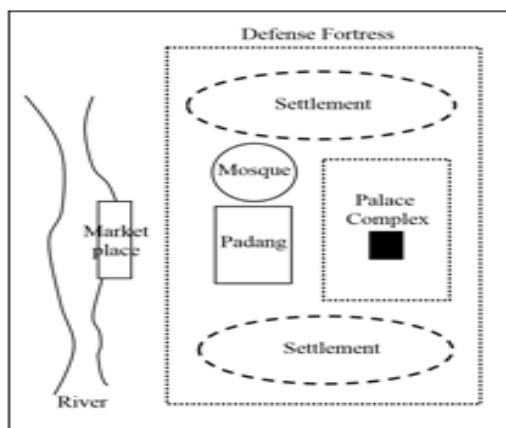 Defense Fortress
Settlement
Mosque
Palace
Complex
Market
place
Padang
Settlement
River